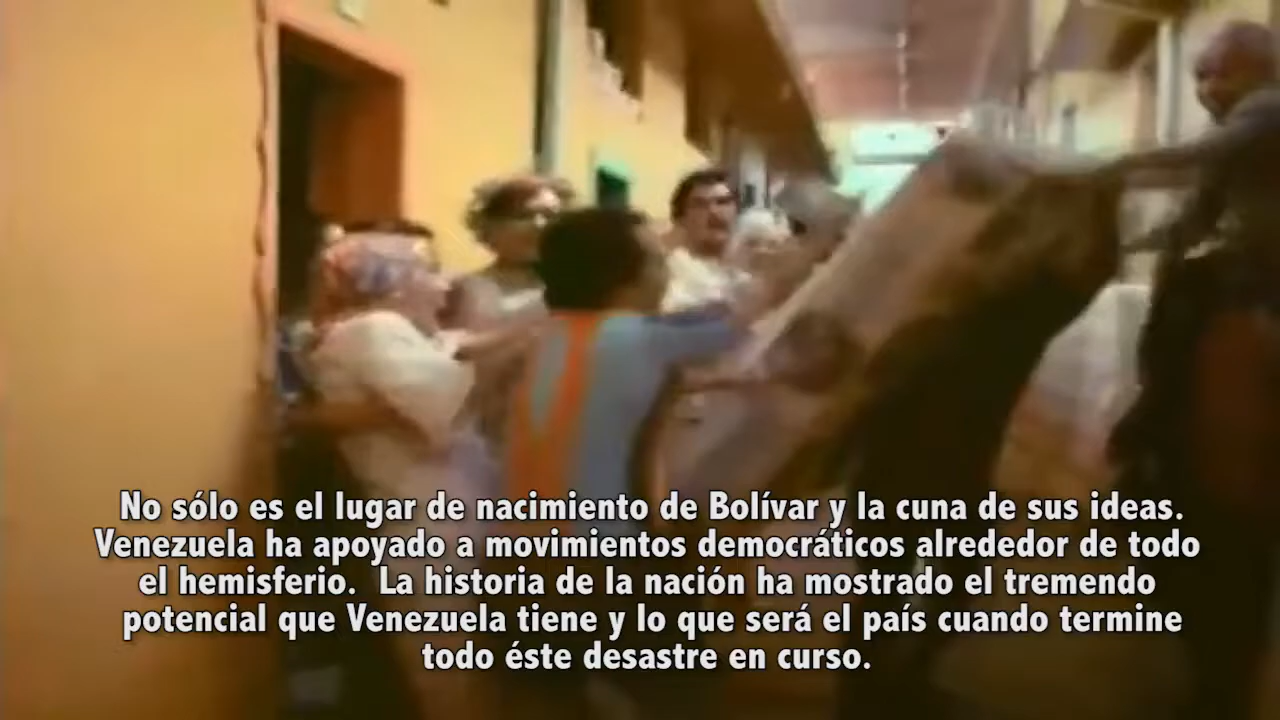 No sólo es el lugar de nacimiento de Bolívar y la cuna de sus ideas.
Venezuela ha apoyado a movimientos democráticos alrededor de todo
el hemisferio.  La historia de la nación ha mostrado el tremendo
potencial que Venezuela tiene y lo que será el país cuando termine
todo éste desastre en curso.